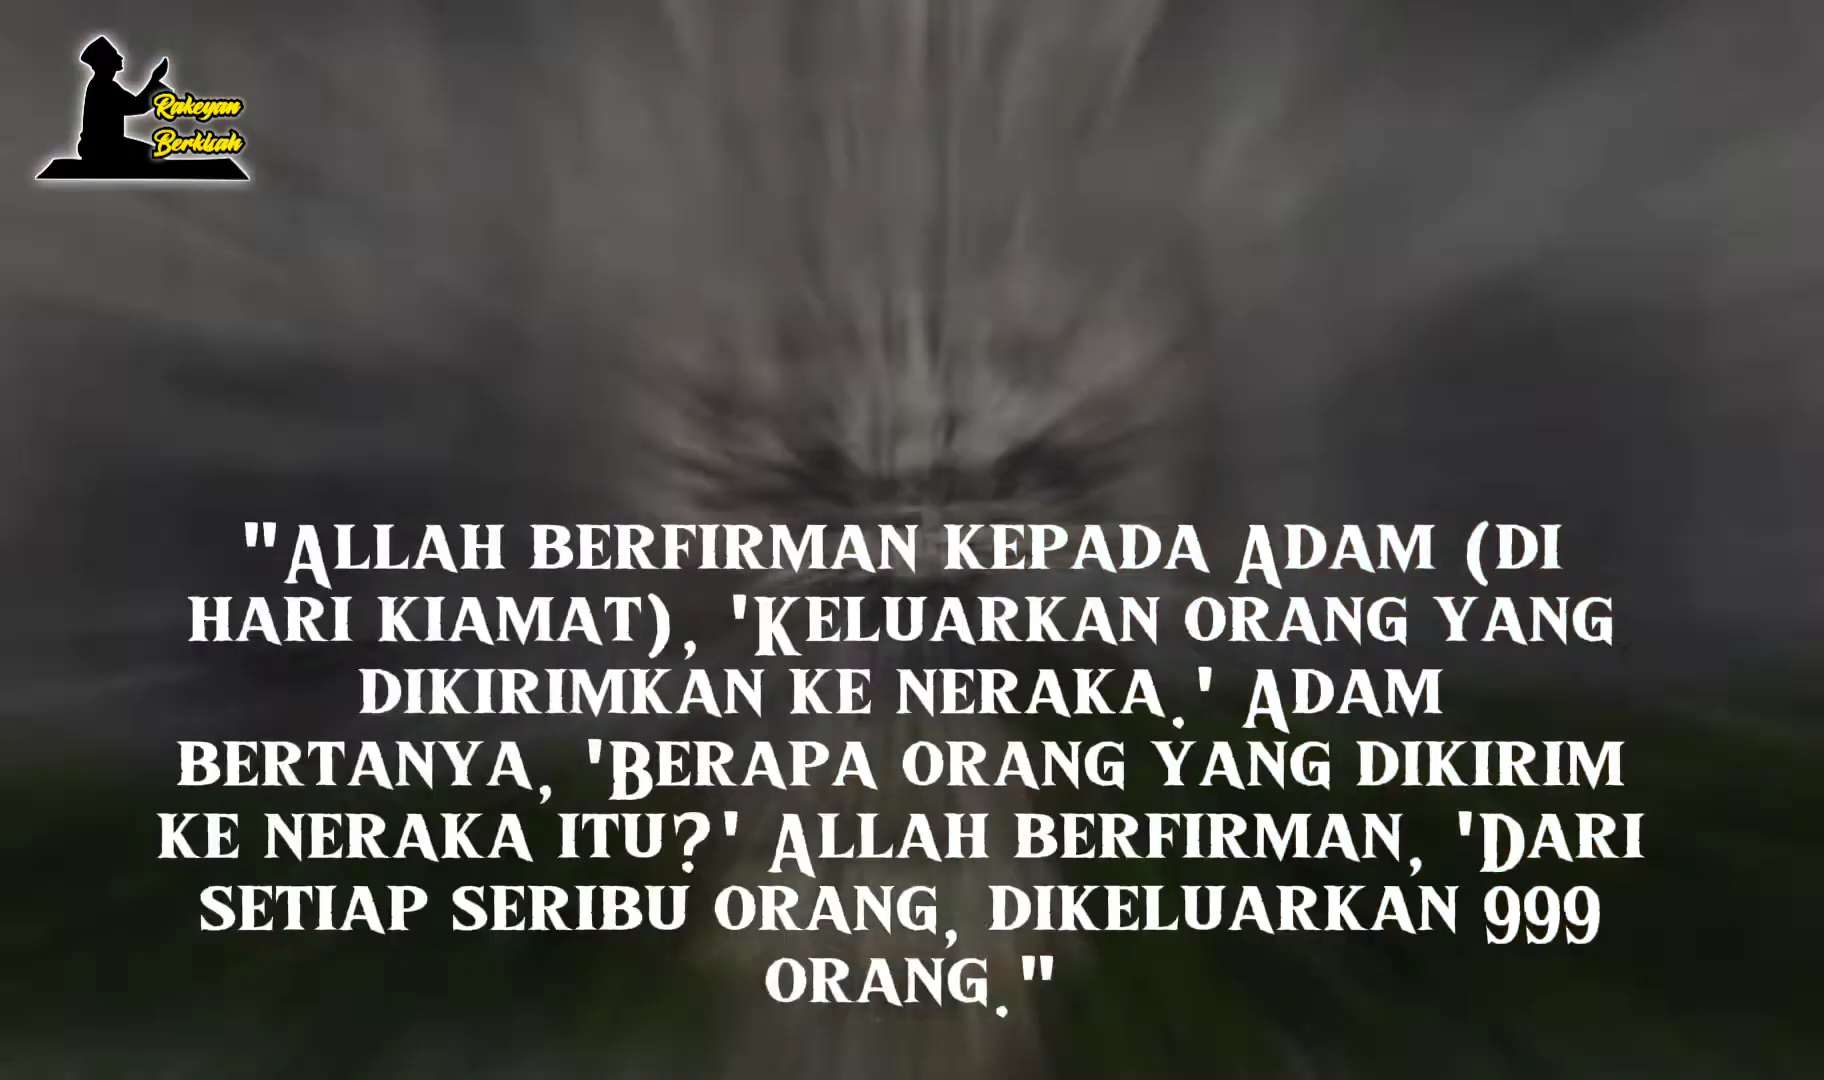 Rakeyan
Berkisah
"Allah berfirman kepada Adam (di
hari kiamat), 'Keluarkan orang yang
dikirimkan ke neraka.' Adam
bertanya, 'Berapa orang yang dikirim
ke neraka itu?' Allah berfirman, 'Dari
setiap seribu orang, dikeluarkan 999
orang."